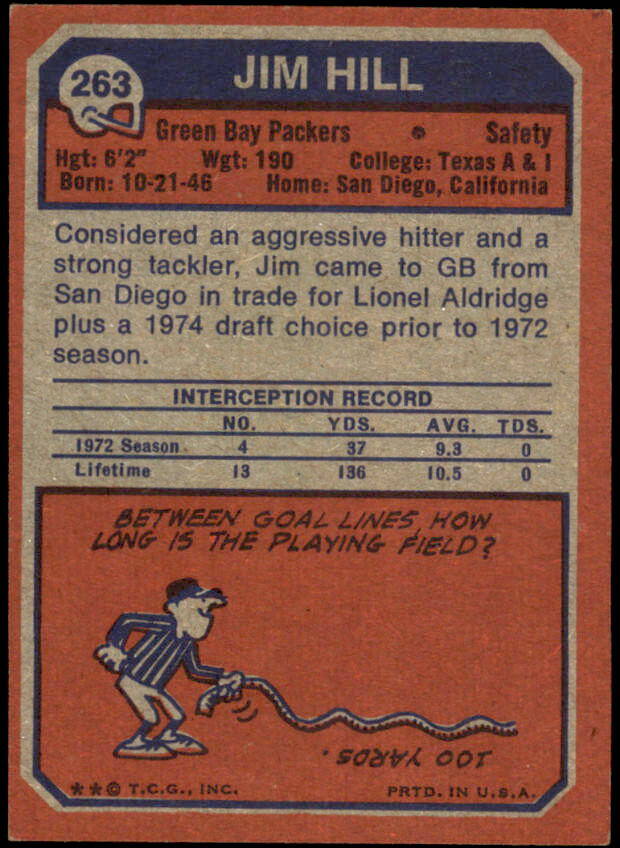 263
JIM HILL
Green Bay Packers • Safety
Hgt: 6'2" Wgt: 190 College: Texas A & I
Born: 10-21-46 Home: San Diego, California
Considered an aggressive hitter and a
strong tackler, Jim came to GB from
San Diego in trade for Lionel Aldridge
plus a 1974 draft choice prior to 1972
season.
INTERCEPTION RECORD
NO. YDS. AVG. TDS.
1972 Season 4 37 9.3 0
Lifetime 13 136 10.5 0
BETWEEN GOAL LINES, HOW
LONG IS THE PLAYING FIELD?
100 YARDS.
**© T.C.G., INC. PRTD. IN U.S.A.